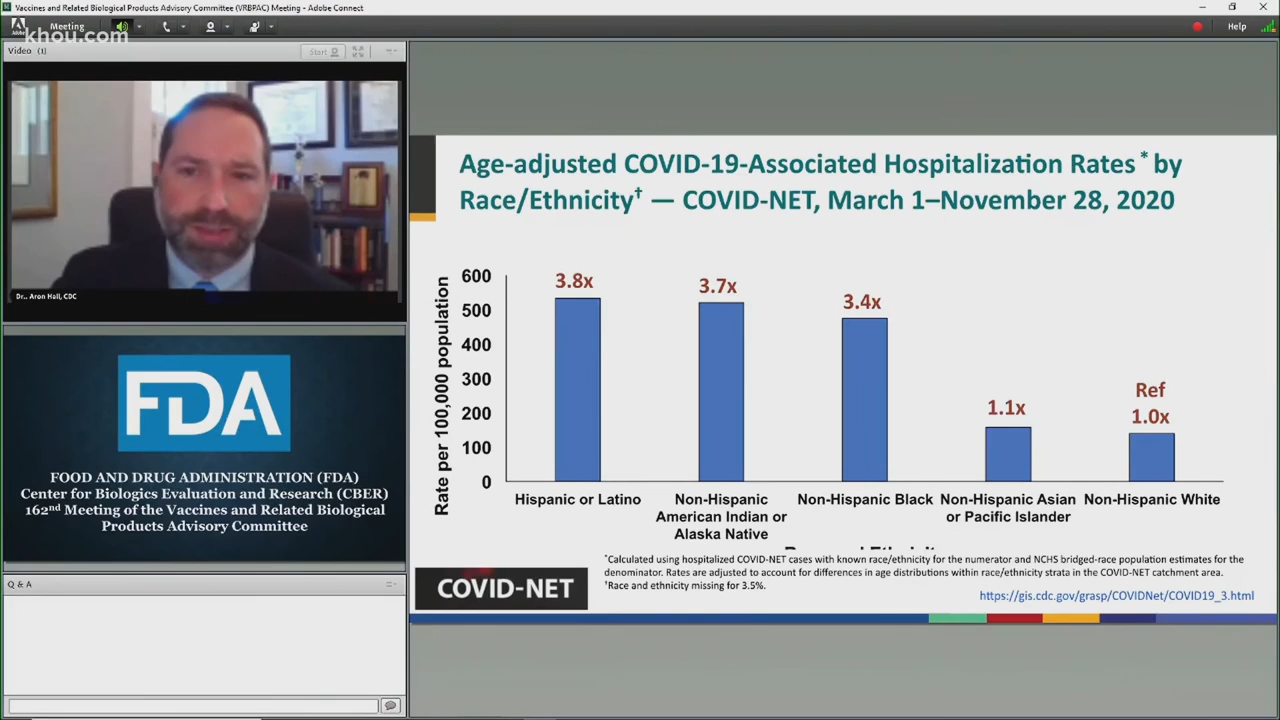 Vaccines and Related Biological Products Advisory Committee (VRBPAC) Meeting - Adobe Connect
Meeting
Help
khou.com
Video (1)
Start
Dr.. Aron Hall, CDC
FDA
FOOD AND DRUG ADMINISTRATION (FDA)
Center for Biologics Evaluation and Research (CBER)
162nd Meeting of the Vaccines and Related Biological
Products Advisory Committee
Q & A
Age-adjusted COVID-19-Associated Hospitalization Rates * by
Race/Ethnicity† — COVID-NET, March 1–November 28, 2020
Rate per 100,000 population
600
500
400
300
200
100
0
3.8x
3.7x
3.4x
1.1x
Ref
1.0x
Hispanic or Latino
Non-Hispanic
American Indian or
Alaska Native
Non-Hispanic Black
Non-Hispanic Asian
or Pacific Islander
Non-Hispanic White
*Calculated using hospitalized COVID-NET cases with known race/ethnicity for the numerator and NCHS bridged-race population estimates for the
denominator. Rates are adjusted to account for differences in age distributions within race/ethnicity strata in the COVID-NET catchment area.
†Race and ethnicity missing for 3.5%.
COVID-NET
https://gis.cdc.gov/grasp/COVIDNet/COVID19_3.html